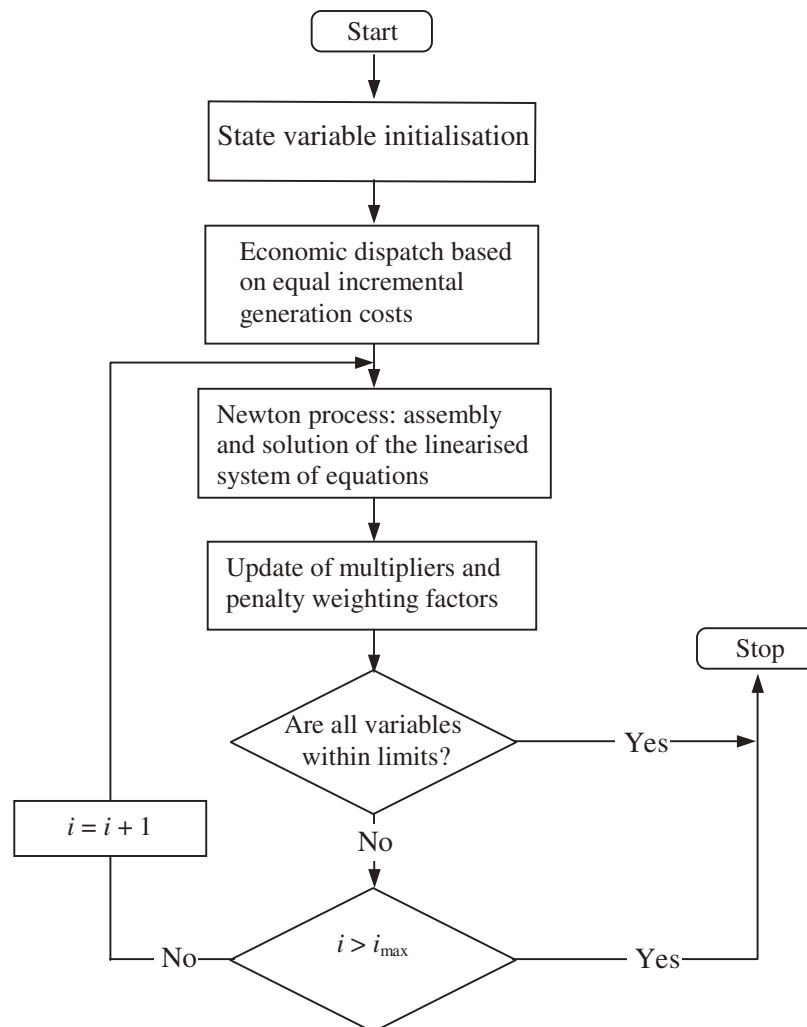 Start
State variable initialisation
Economic dispatch based
on equal incremental
generation costs
Newton process: assembly
and solution of the linearised
system of equations
Update of multipliers and
penalty weighting factors
Stop
Are all variables
within limits?
Yes
i = i + 1
No
i > imax
No
Yes